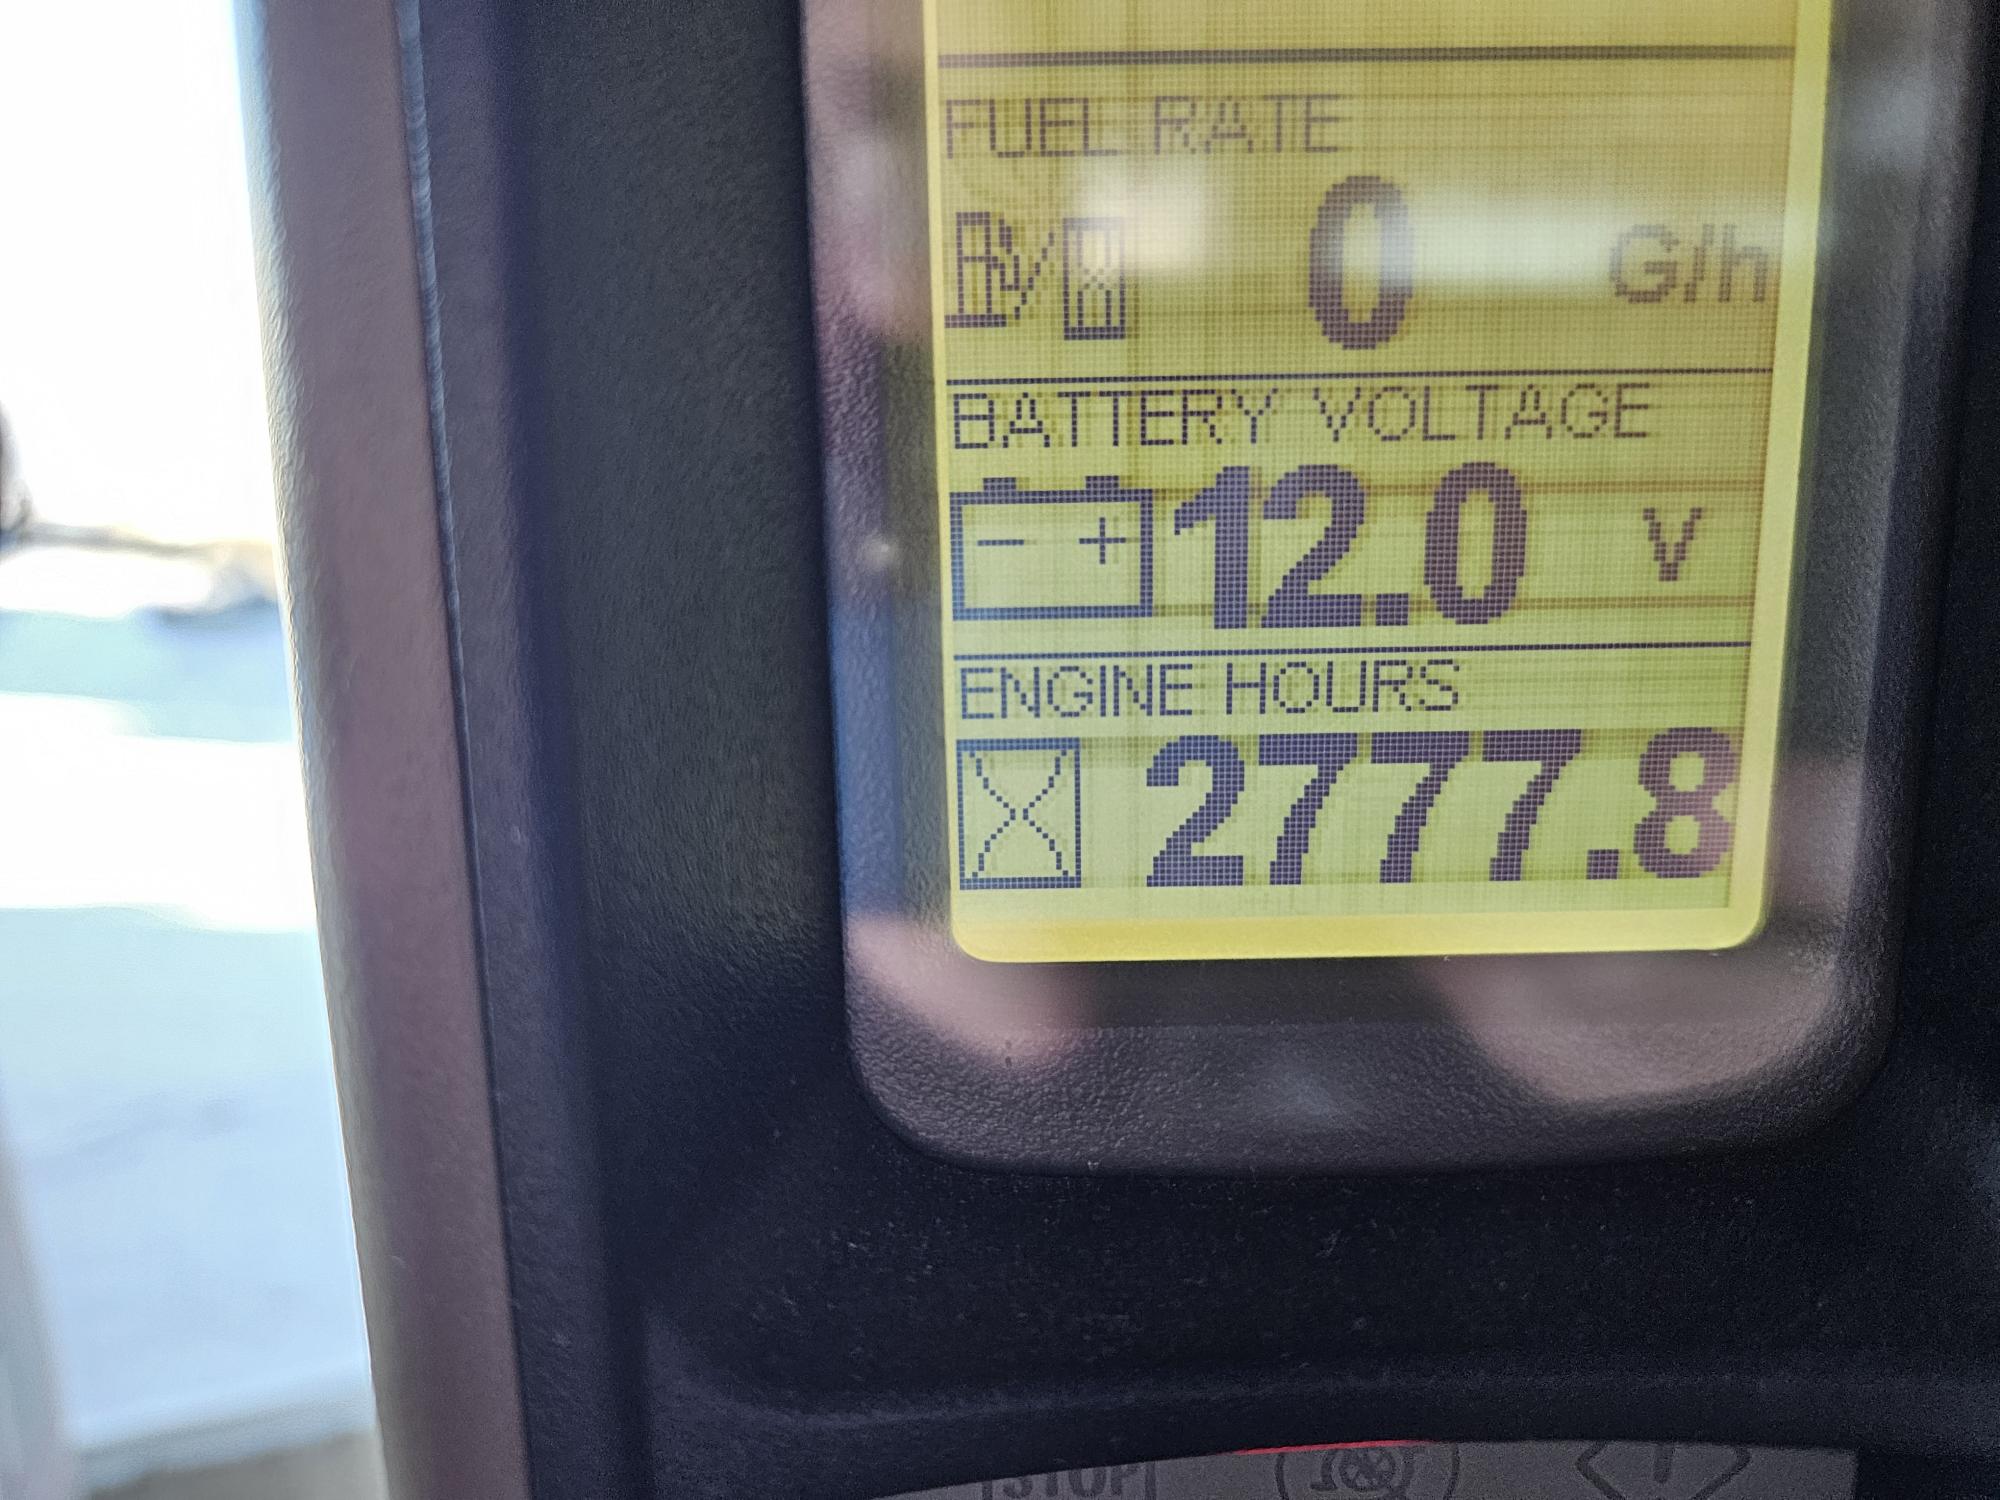 FUEL RATE
0 G/h
BATTERY VOLTAGE
- + 12.0 V
ENGINE HOURS
2777.8
STOP